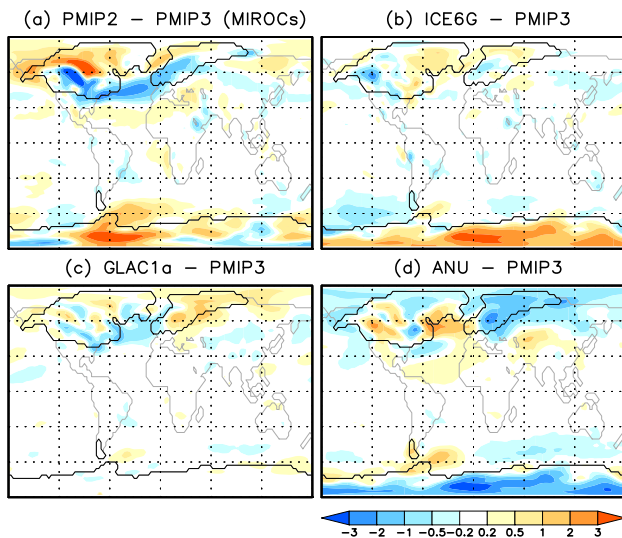 (a) PMIP2 − PMIP3 (MIROCs)
(b) ICE6G − PMIP3
(c) GLAC1a − PMIP3
(d) ANU − PMIP3
−3 −2 −1 −0.5 −0.2 0.2 0.5 1 2 3